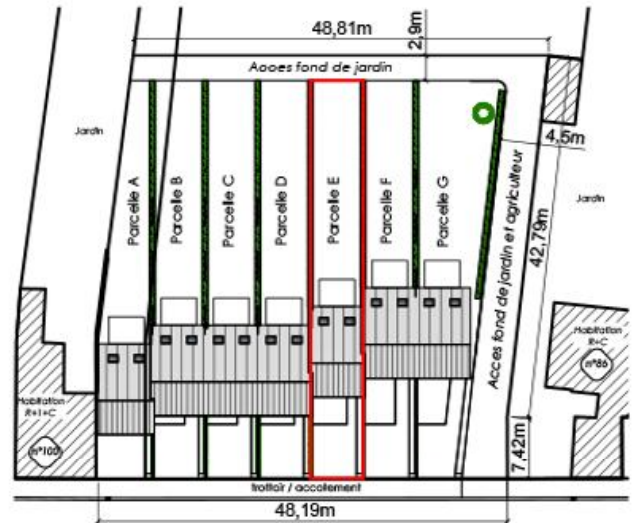 48,81m
2,9m
Acces fond de jardin
Jardin
4,5m
Parcelle A
Parcelle B
Parcelle C
Parcelle D
Parcelle E
Parcelle F
Parcelle G
Acces fond de jardin et agriculteur
42,79m
Jardin
Habitation
R+C
n°86
Habitation
R+1+C
n°100
7,42m
trottoir / accotement
48,19m